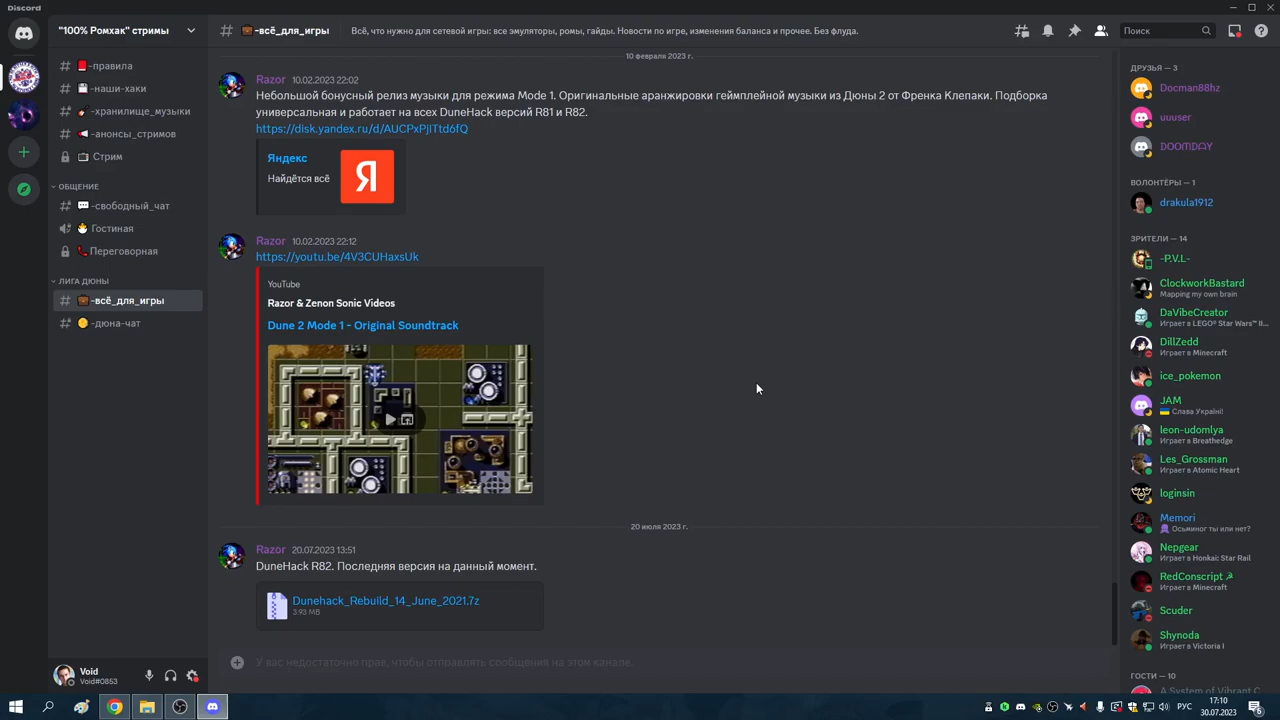 Discord
"100% Ромхак" стримы
-всё_для_игры
Всё, что нужно для сетевой игры: все эмуляторы, ромы, гайды. Новости по игре, изменения баланса и прочее. Без флуда.
Поиск
-правила
-наши-хаки
-хранилище_музыки
-анонсы_стримов
Стрим
ОБЩЕНИЕ
-свободный_чат
Гостиная
Переговорная
ЛИГА ДЮНЫ
-всё_для_игры
-дюна-чат
Void
Void#0853
10 февраля 2023 г.
Razor 10.02.2023 22:02
Небольшой бонусный релиз музыки для режима Mode 1. Оригинальные аранжировки геймплейной музыки из Дюны 2 от Френка Клепаки. Подборка
универсальная и работает на всех DuneHack версий R81 и R82.
https://disk.yandex.ru/d/AUCPxPjITtd6fQ
Яндекс
Найдётся всё
Я
Razor 10.02.2023 22:12
https://youtu.be/4V3CUHaxsUk
YouTube
Razor & Zenon Sonic Videos
Dune 2 Mode 1 - Original Soundtrack
20 июля 2023 г.
Razor 20.07.2023 13:51
DuneHack R82. Последняя версия на данный момент.
Dunehack_Rebuild_14_June_2021.7z
3.93 MB
У вас недостаточно прав, чтобы отправлять сообщения на этом канале.
ДРУЗЬЯ — 3
Docman88hz
uuuser
DOOMDAY
ВОЛОНТЁРЫ — 1
drakula1912
ЗРИТЕЛИ — 14
-P.V.L-
ClockworkBastard
Mapping my own brain
DaVibeCreator
Играет в LEGO® Star Wars™ II...
DillZedd
Играет в Minecraft
ice_pokemon
JAM
Слава Україні!
leon-udomlya
Играет в Breathedge
Les_Grossman
Играет в Atomic Heart
loginsin
Memori
Осьминог ты или нет?
Nepgear
Играет в Honkai: Star Rail
RedConscript ☭
Играет в Minecraft
Scuder
Shynoda
Играет в Victoria I
ГОСТИ — 10
A System of Vibrant C
РУС
17:10
30.07.2023